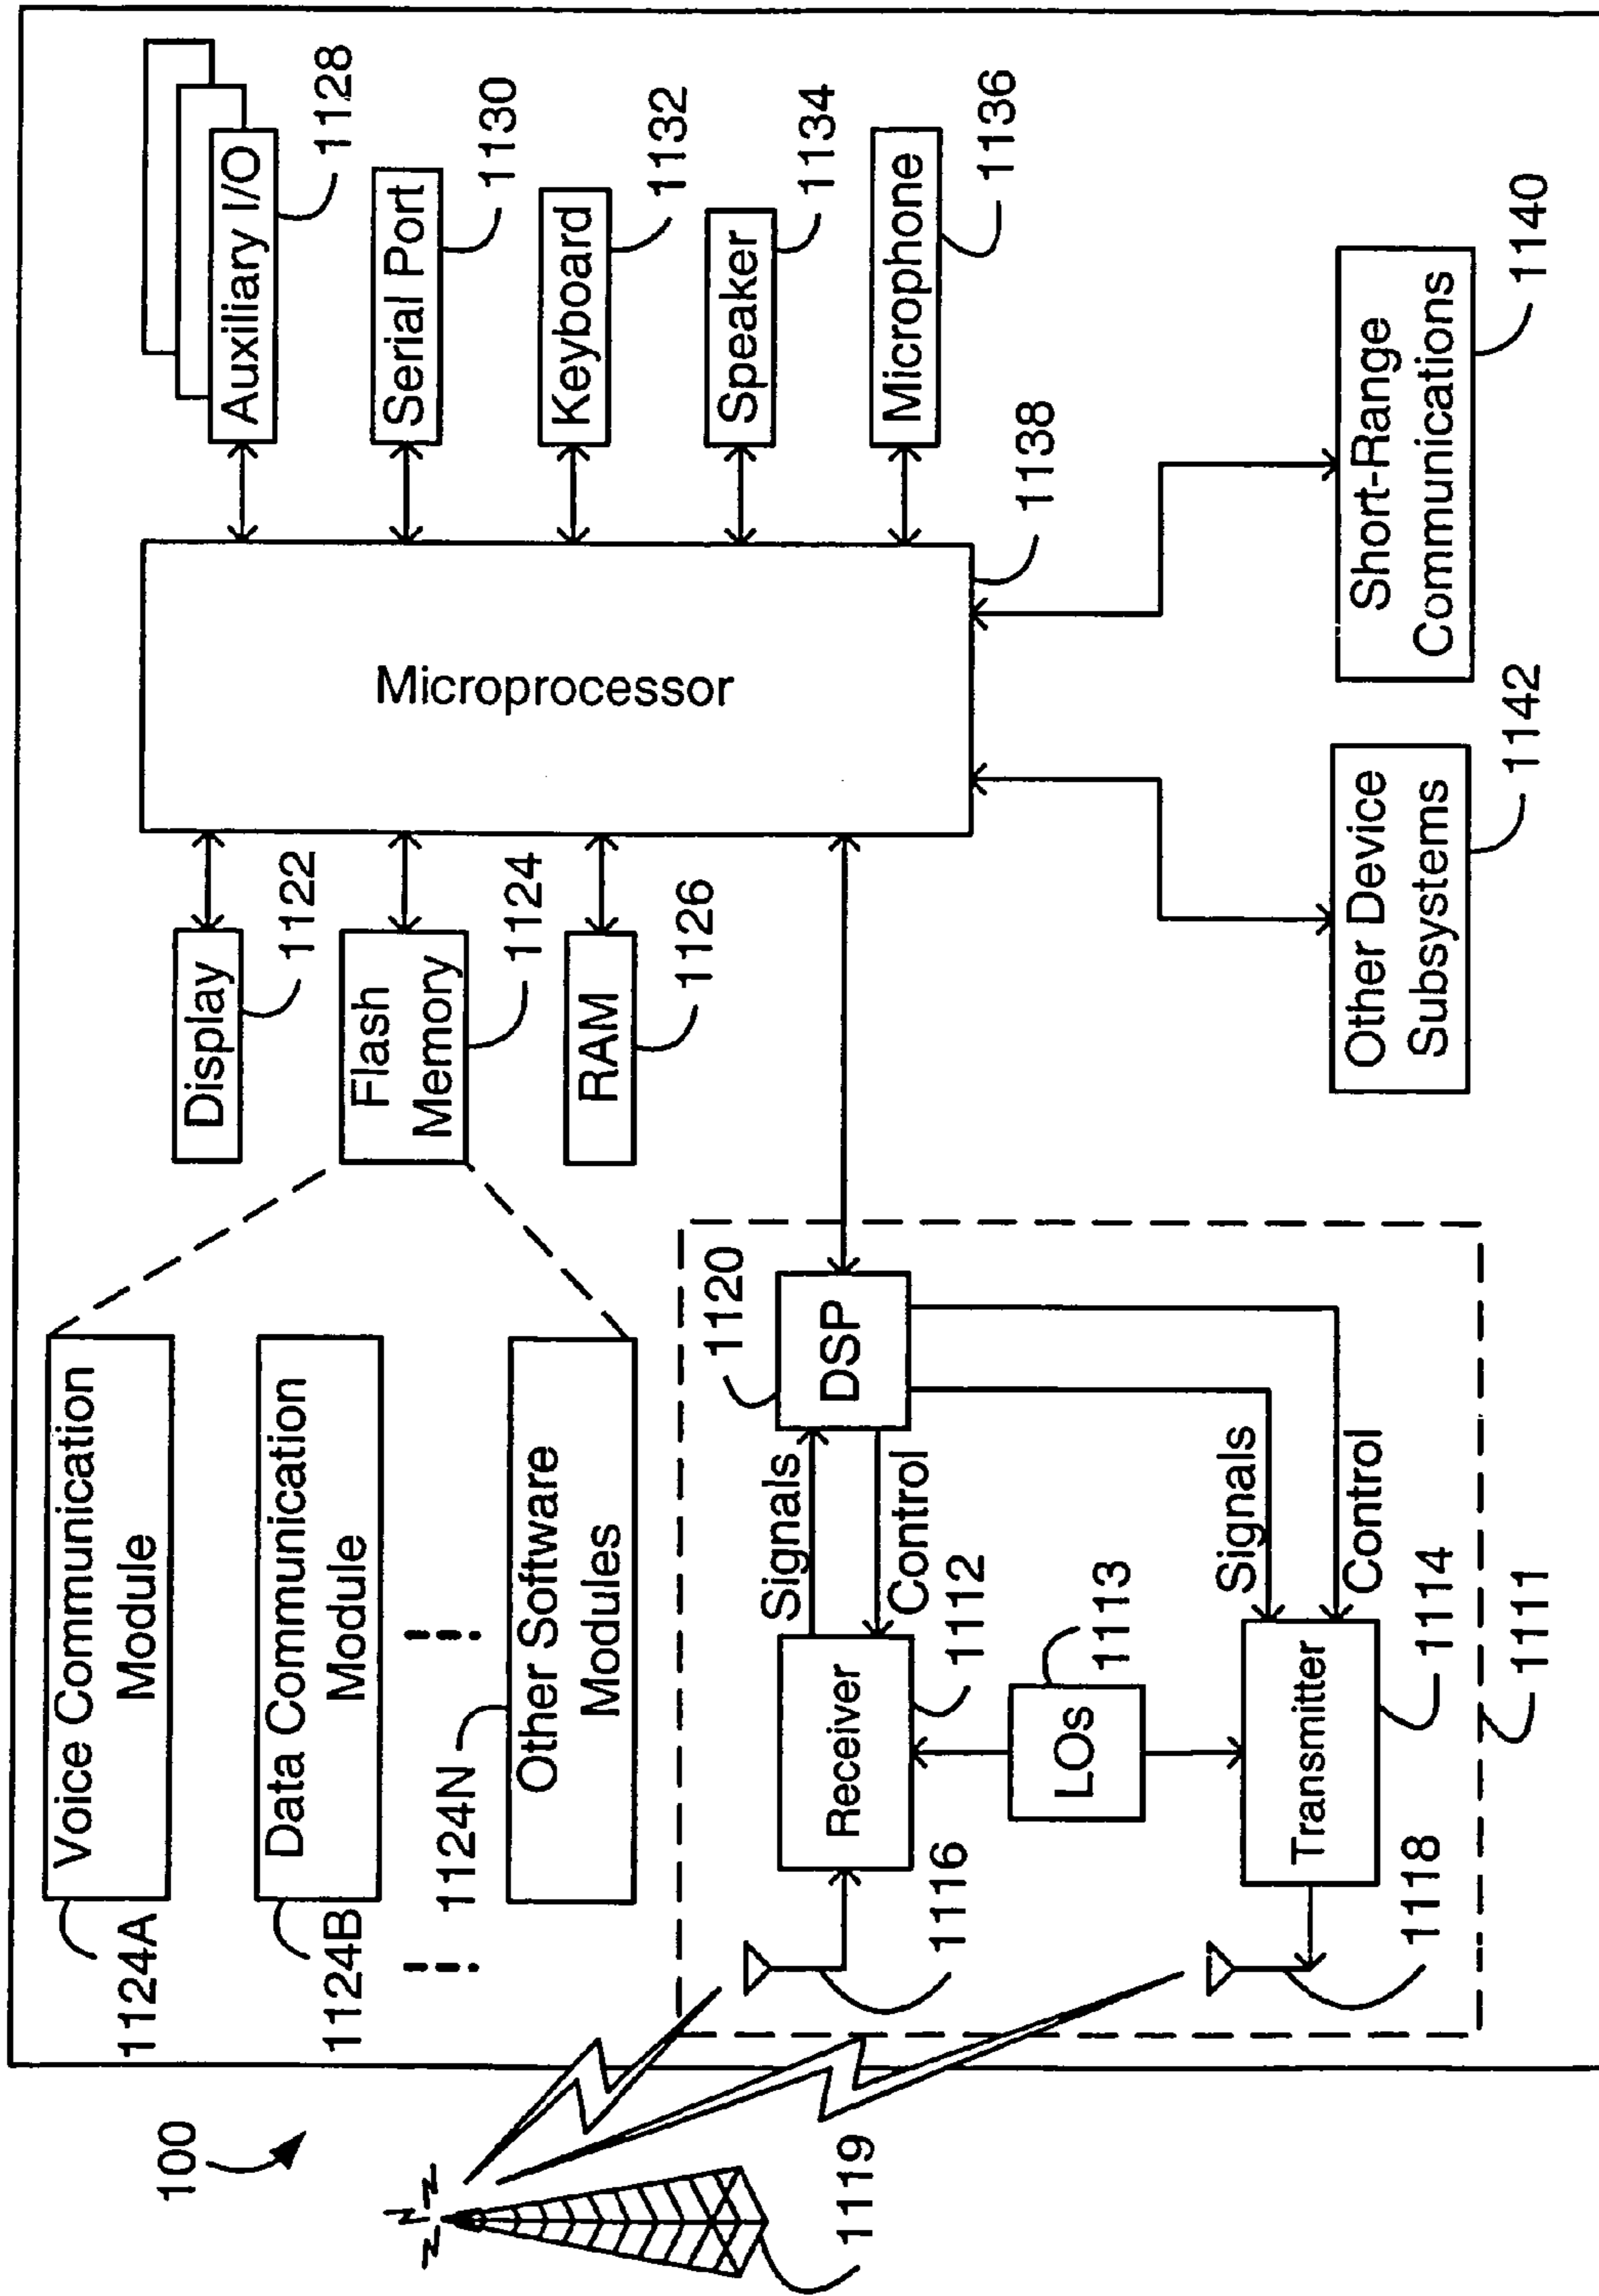 100
1119
1124A
Voice Communication
Module
1124B
Data Communication
Module
1124N
Other Software
Modules
Display
1122
Flash
Memory
1124
RAM
1126
Microprocessor
1138
Auxiliary I/O
1128
Serial Port
1130
Keyboard
1132
Speaker
1134
Microphone
1136
Short-Range
Communications
1140
Other Device
Subsystems
1142
1120
DSP
Signals
Control
Receiver
1112
1116
LOs
1113
Signals
Control
Transmitter
1114
1118
1111